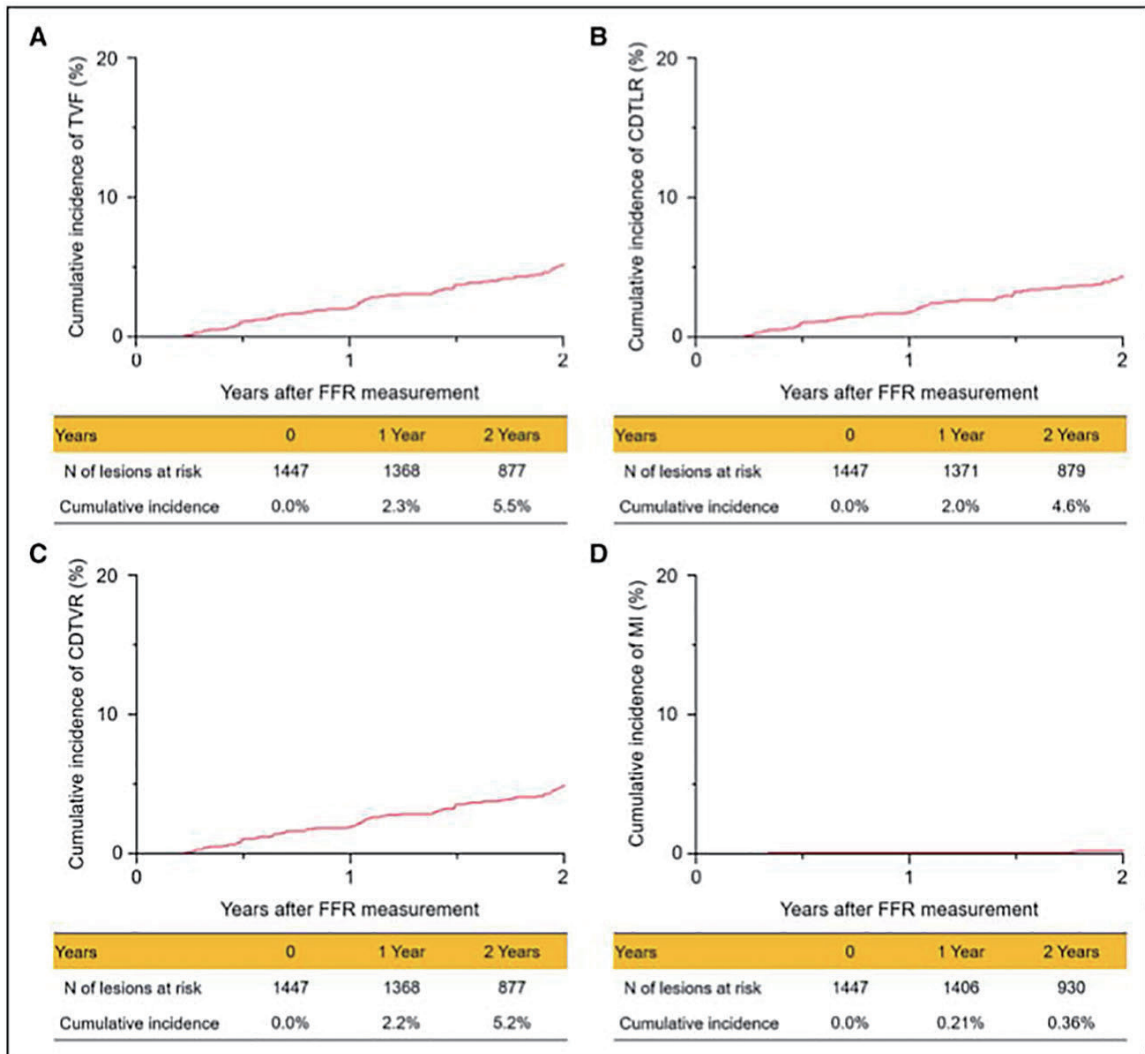 A
Cumulative incidence of TVF (%)
20
10
0
0 1 2
Years after FFR measurement
Years 0 1 Year 2 Years
N of lesions at risk 1447 1368 877
Cumulative incidence 0.0% 2.3% 5.5%
B
Cumulative incidence of CDTLR (%)
20
10
0
0 1 2
Years after FFR measurement
Years 0 1 Year 2 Years
N of lesions at risk 1447 1371 879
Cumulative incidence 0.0% 2.0% 4.6%
C
Cumulative incidence of CDTVR (%)
20
10
0
0 1 2
Years after FFR measurement
Years 0 1 Year 2 Years
N of lesions at risk 1447 1368 877
Cumulative incidence 0.0% 2.2% 5.2%
D
Cumulative incidence of MI (%)
20
10
0
0 1 2
Years after FFR measurement
Years 0 1 Year 2 Years
N of lesions at risk 1447 1406 930
Cumulative incidence 0.0% 0.21% 0.36%